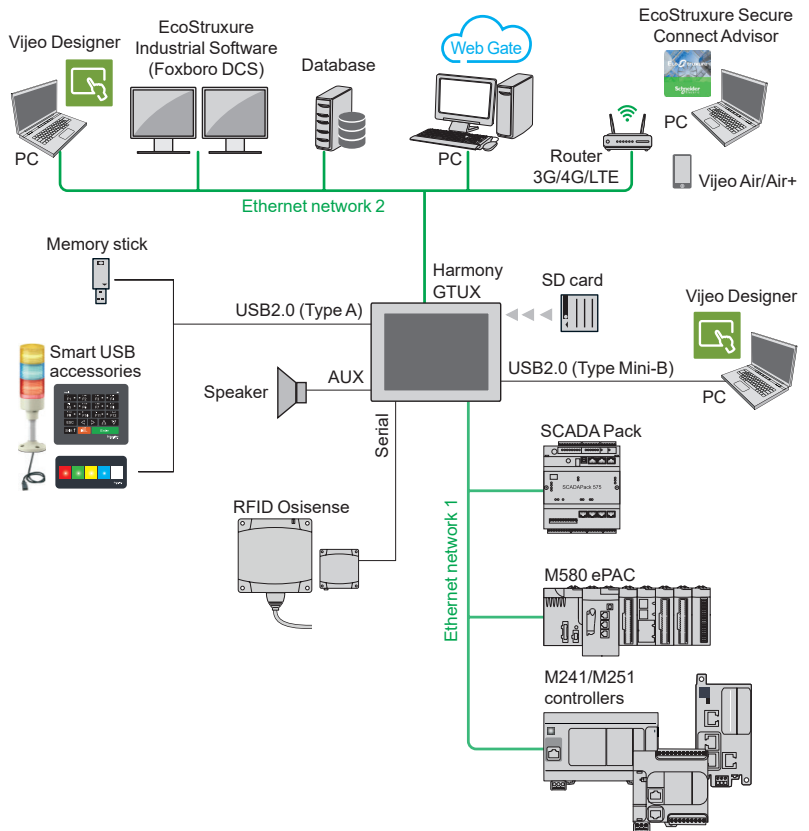 Vijeo Designer
PC
EcoStruxure
Industrial Software
(Foxboro DCS)
Database
Web Gate
PC
Router
3G/4G/LTE
EcoStruxure Secure
Connect Advisor
Schneider
PC
Vijeo Air/Air+
Ethernet network 2
Memory stick
Harmony
GTUX
SD card
USB2.0 (Type A)
Vijeo Designer
Smart USB
accessories
USB2.0 (Type Mini-B)
PC
AUX
Speaker
Serial
SCADA Pack
SCADAPack 575
RFID Osisense
Ethernet network 1
M580 ePAC
M241/M251
controllers